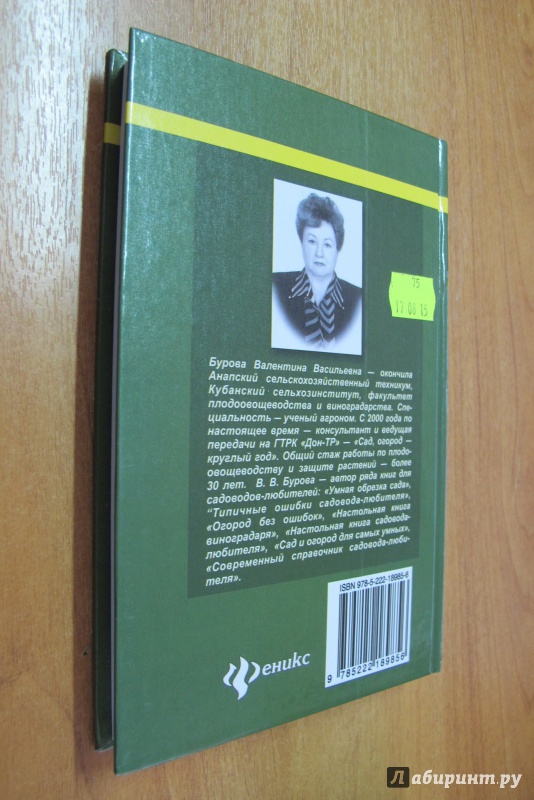 75
17 06 15
Бурова Валентина Васильевна — окончила
Анапский сельскохозяйственный техникум,
Кубанский сельхозинститут, факультет
плодоовощеводства и виноградарства. Спе-
циальность — ученый агроном. С 2000 года по
настоящее время — консультант и ведущая
передачи на ГТРК «Дон-ТР» — «Сад, огород —
круглый год». Общий стаж работы по плодо-
овощеводству и защите растений — более
30 лет. В. В. Бурова — автор ряда книг для
садоводов-любителей: «Умная обрезка сада»,
"Типичные ошибки садовода-любителя",
«Огород без ошибок», «Настольная книга
виноградаря», «Настольная книга садовода-
любителя», «Сад и огород для самых умных»,
«Современный справочник садовода-люби-
теля».
ISBN 978-5-222-18985-6
9 785222 189856
Феникс
Лабиринт.ру